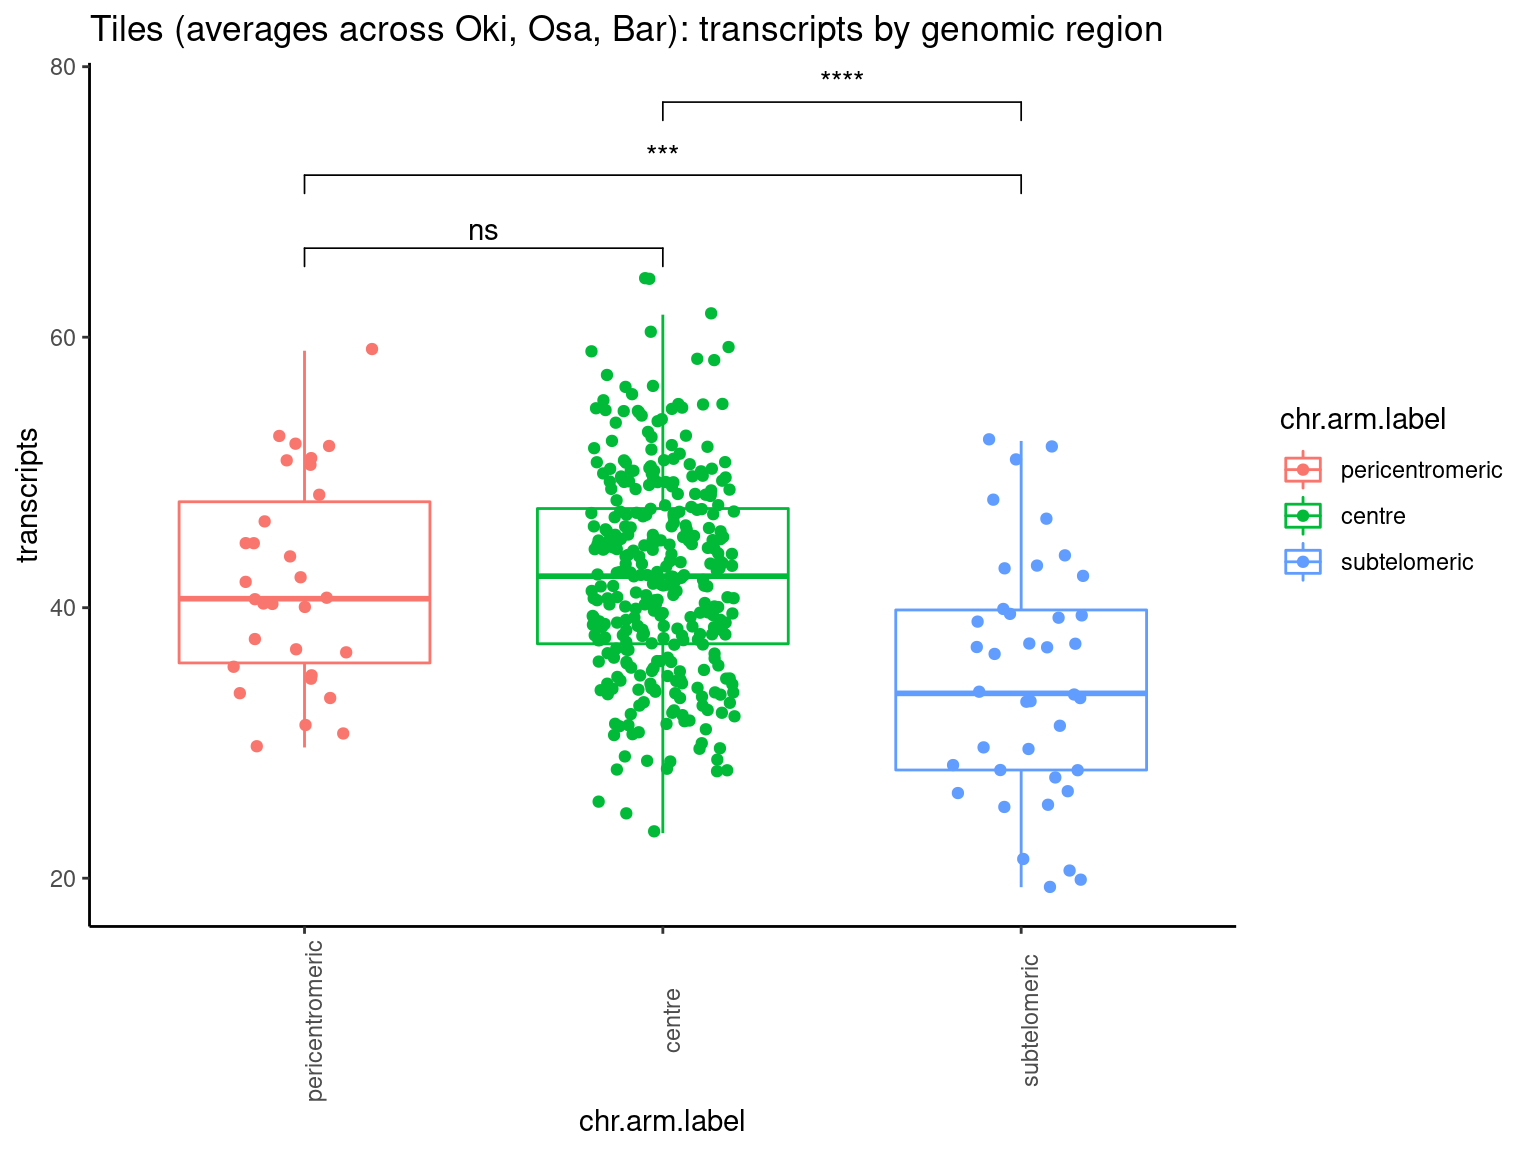 Tiles (averages across Oki, Osa, Bar): transcripts by genomic region
80
60
40
20
transcripts
****
***
ns
pericentromeric
centre
subtelomeric
chr.arm.label
chr.arm.label
pericentromeric
centre
subtelomeric